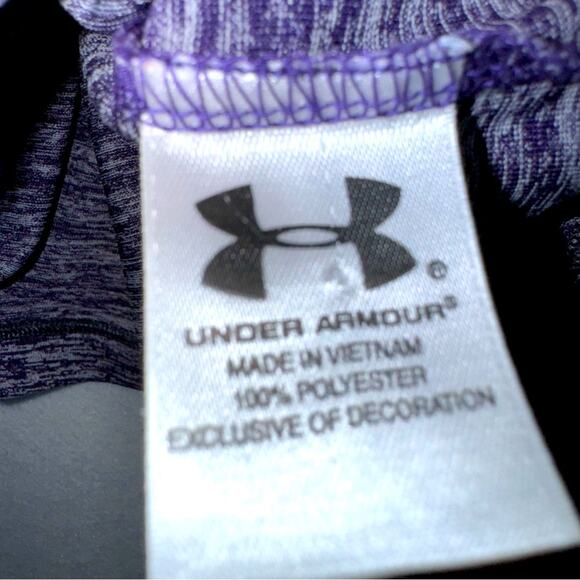 UNDER ARMOUR®
MADE IN VIETNAM
100% POLYESTER
EXCLUSIVE OF DECORATION